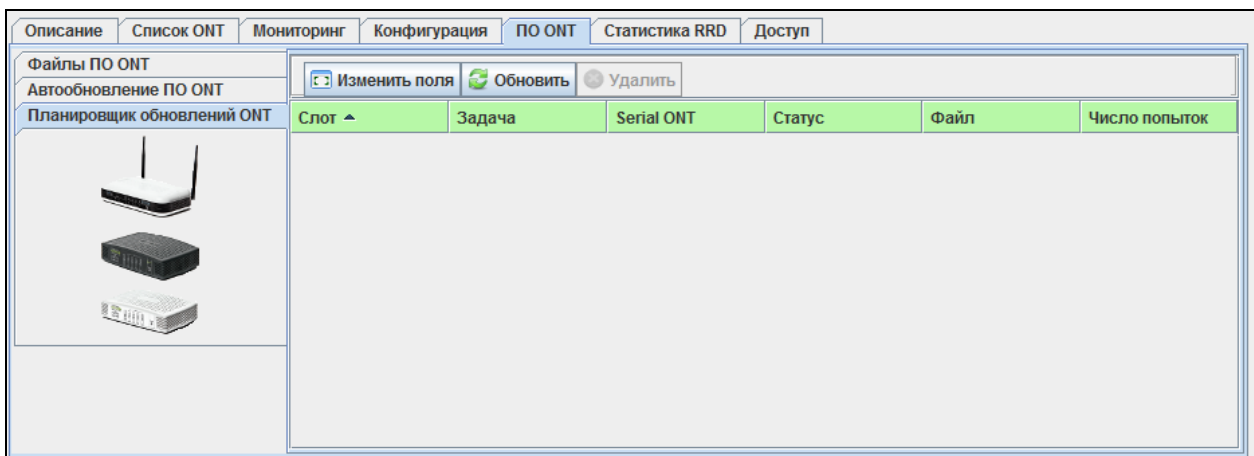 Описание Список ONT Мониторинг Конфигурация ПО ONT Статистика RRD Доступ
Файлы ПО ONT
Автообновление ПО ONT
Планировщик обновлений ONT
Изменить поля Обновить Удалить
Слот Задача Serial ONT Статус Файл Число попыток